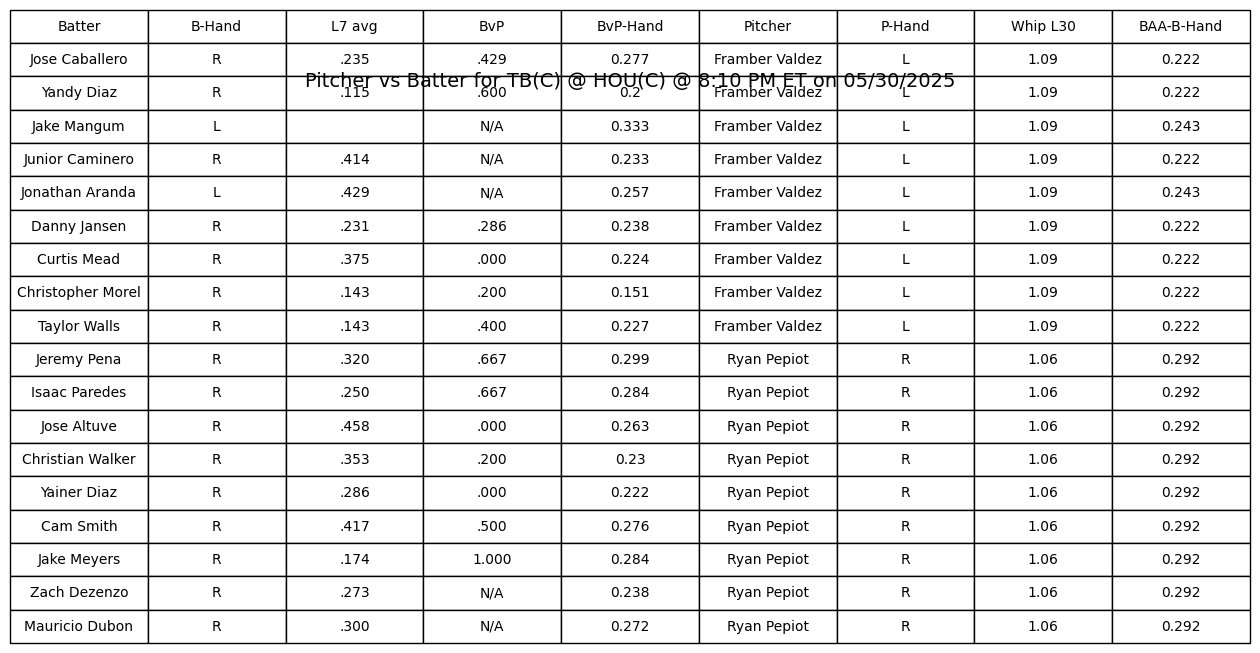 Batter B-Hand L7 avg BvP BvP-Hand Pitcher P-Hand Whip L30 BAA-B-Hand
Jose Caballero R .235 .429 0.277 Framber Valdez L 1.09 0.222
Pitcher vs Batter for TB(C) @ HOU(C) @ 8:10 PM ET on 05/30/2025
Yandy Diaz R .115 .600 0.2 Framber Valdez L 1.09 0.222
Jake Mangum L N/A 0.333 Framber Valdez L 1.09 0.243
Junior Caminero R .414 N/A 0.233 Framber Valdez L 1.09 0.222
Jonathan Aranda L .429 N/A 0.257 Framber Valdez L 1.09 0.243
Danny Jansen R .231 .286 0.238 Framber Valdez L 1.09 0.222
Curtis Mead R .375 .000 0.224 Framber Valdez L 1.09 0.222
Christopher Morel R .143 .200 0.151 Framber Valdez L 1.09 0.222
Taylor Walls R .143 .400 0.227 Framber Valdez L 1.09 0.222
Jeremy Pena R .320 .667 0.299 Ryan Pepiot R 1.06 0.292
Isaac Paredes R .250 .667 0.284 Ryan Pepiot R 1.06 0.292
Jose Altuve R .458 .000 0.263 Ryan Pepiot R 1.06 0.292
Christian Walker R .353 .200 0.23 Ryan Pepiot R 1.06 0.292
Yainer Diaz R .286 .000 0.222 Ryan Pepiot R 1.06 0.292
Cam Smith R .417 .500 0.276 Ryan Pepiot R 1.06 0.292
Jake Meyers R .174 1.000 0.284 Ryan Pepiot R 1.06 0.292
Zach Dezenzo R .273 N/A 0.238 Ryan Pepiot R 1.06 0.292
Mauricio Dubon R .300 N/A 0.272 Ryan Pepiot R 1.06 0.292